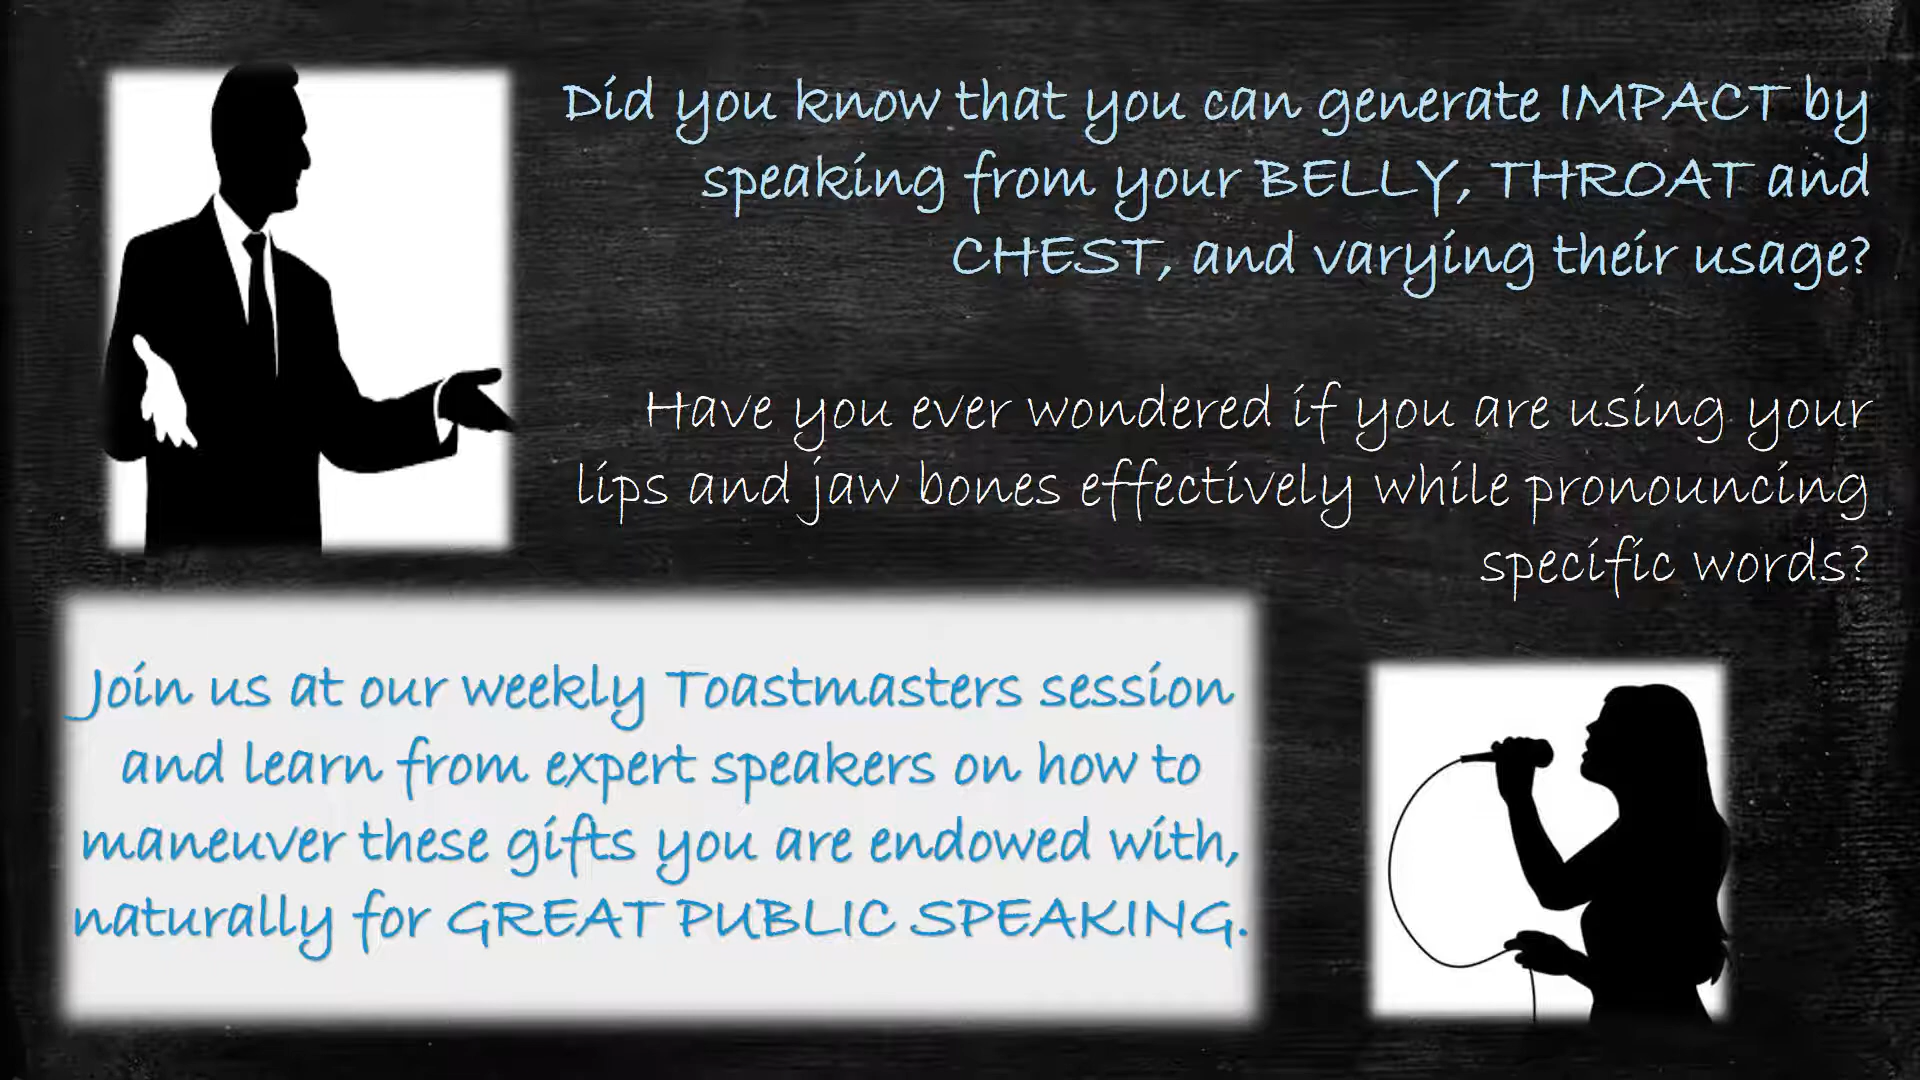 Did you know that you can generate IMPACT by
speaking from your BELLY, THROAT and
CHEST, and varying their usage?
Have you ever wondered if you are using your
lips and jaw bones effectively while pronouncing
specific words?
Join us at our weekly Toastmasters session
and learn from expert speakers on how to
maneuver these gifts you are endowed with,
naturally for GREAT PUBLIC SPEAKING.